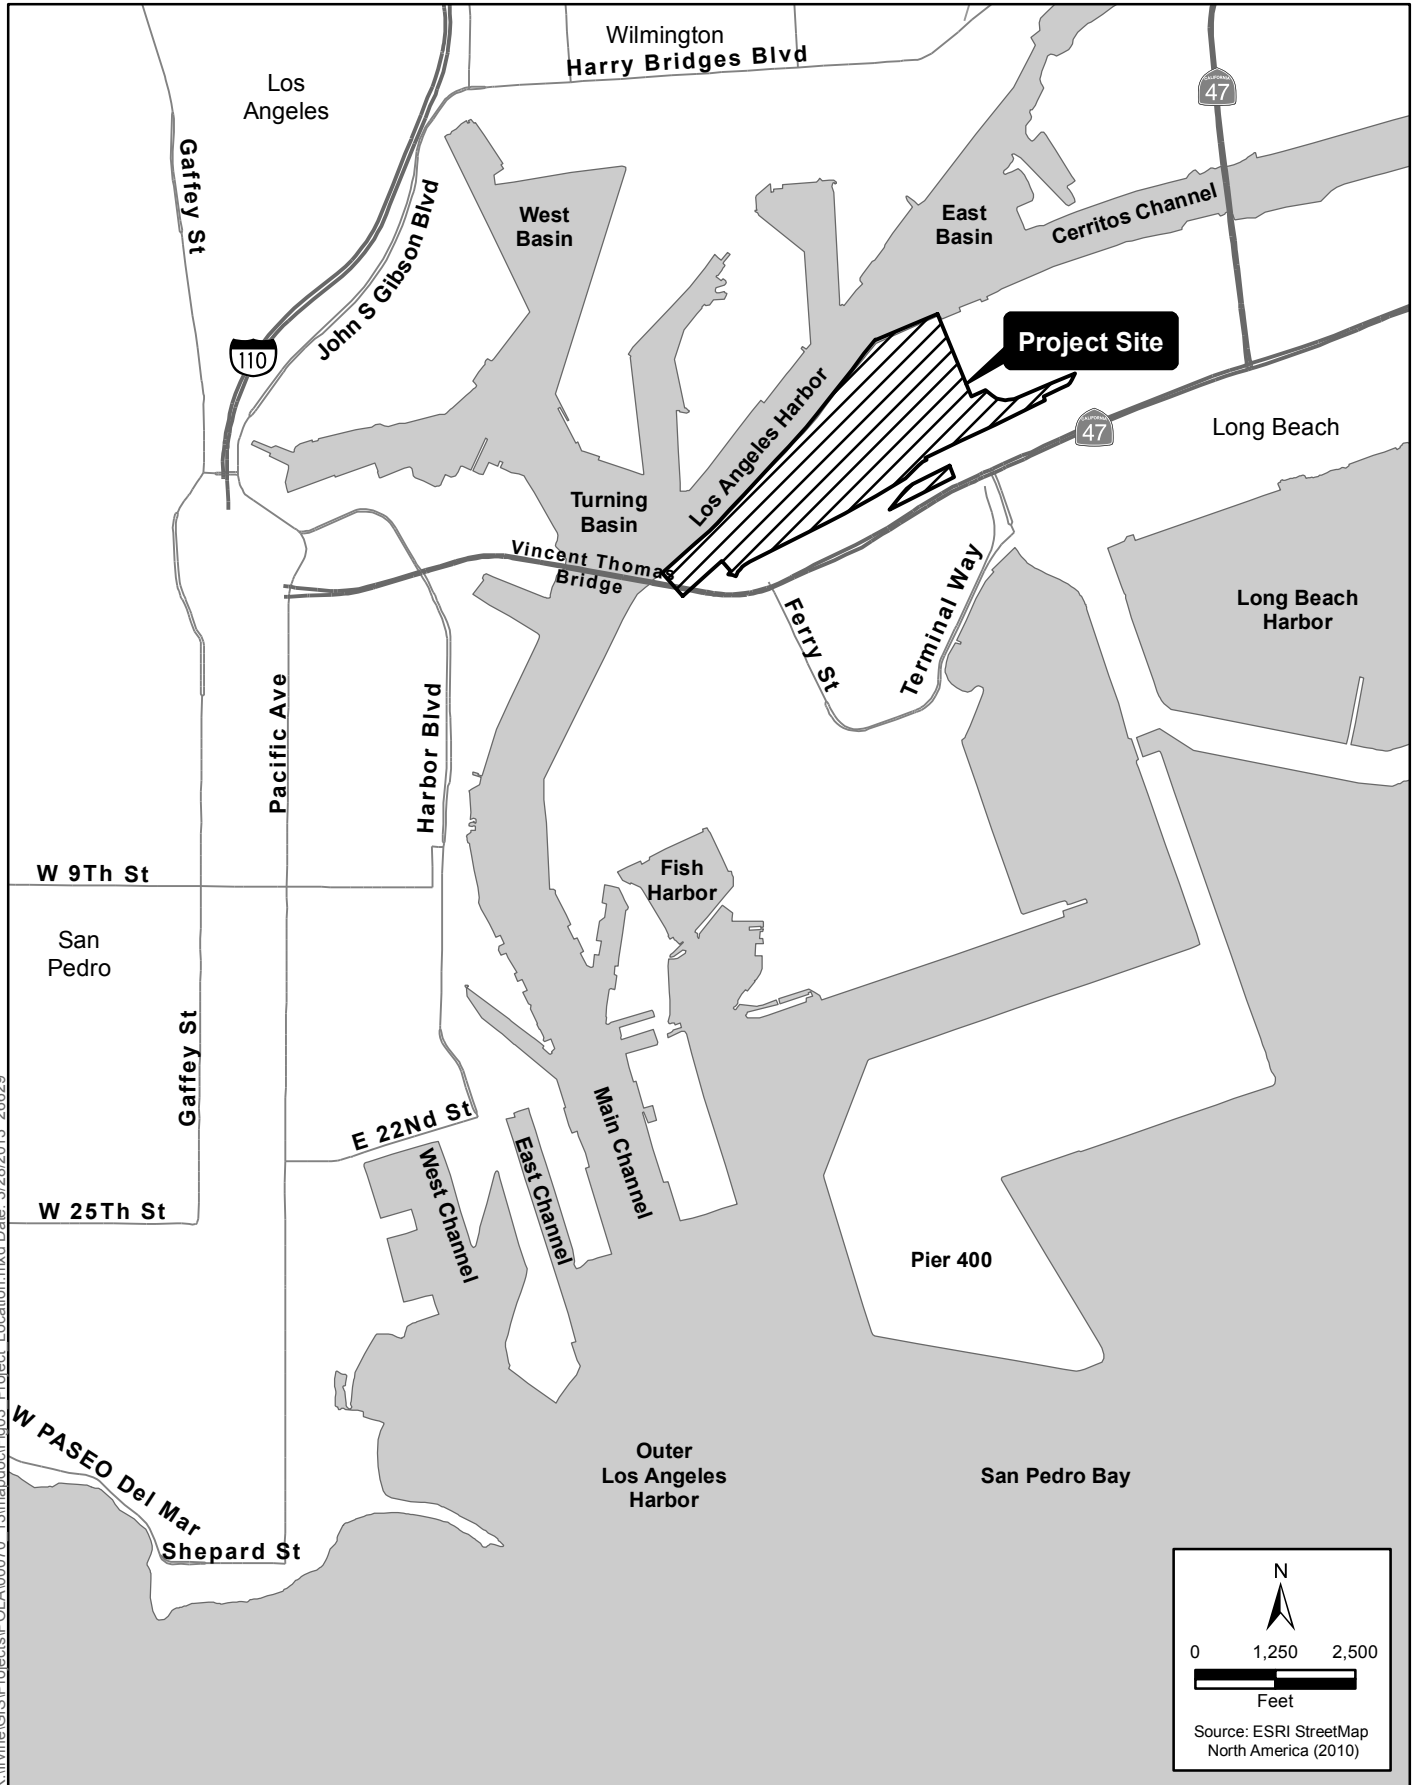 Wilmington
Harry Bridges Blvd
Los
Angeles
CALIFORNIA
47
Gaffey St
John S Gibson Blvd
West
Basin
East
Basin
Cerritos Channel
110
Project Site
Los Angeles Harbor
CALIFORNIA
47
Long Beach
Turning
Basin
Vincent Thomas
Bridge
Ferry St
Terminal Way
Long Beach
Harbor
Pacific Ave
Harbor Blvd
W 9Th St
Fish
Harbor
San
Pedro
Gaffey St
E 22Nd St
Main Channel
West Channel
East Channel
W 25Th St
Pier 400
W PASEO Del Mar
Shepard St
Outer
Los Angeles
Harbor
San Pedro Bay
N
0 1,250 2,500
Feet
Source: ESRI StreetMap
North America (2010)